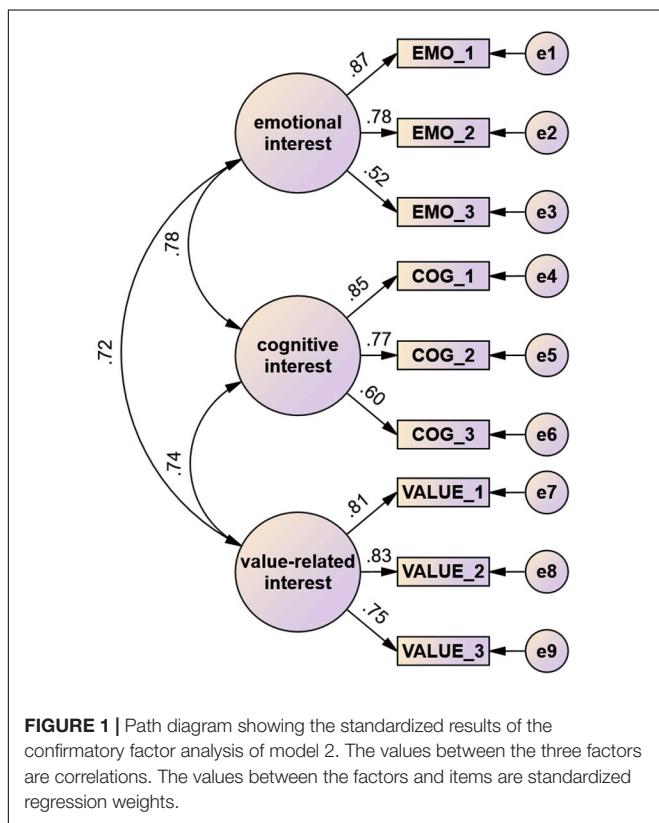 .87
EMO_1
e1
emotional
interest
.78
EMO_2
e2
.52
EMO_3
e3
.78
.85
COG_1
e4
.72
cognitive
interest
.77
COG_2
e5
.60
COG_3
e6
.74
.81
VALUE_1
e7
value-related
interest
.83
VALUE_2
e8
.75
VALUE_3
e9
FIGURE 1 | Path diagram showing the standardized results of the
confirmatory factor analysis of model 2. The values between the three factors
are correlations. The values between the factors and items are standardized
regression weights.